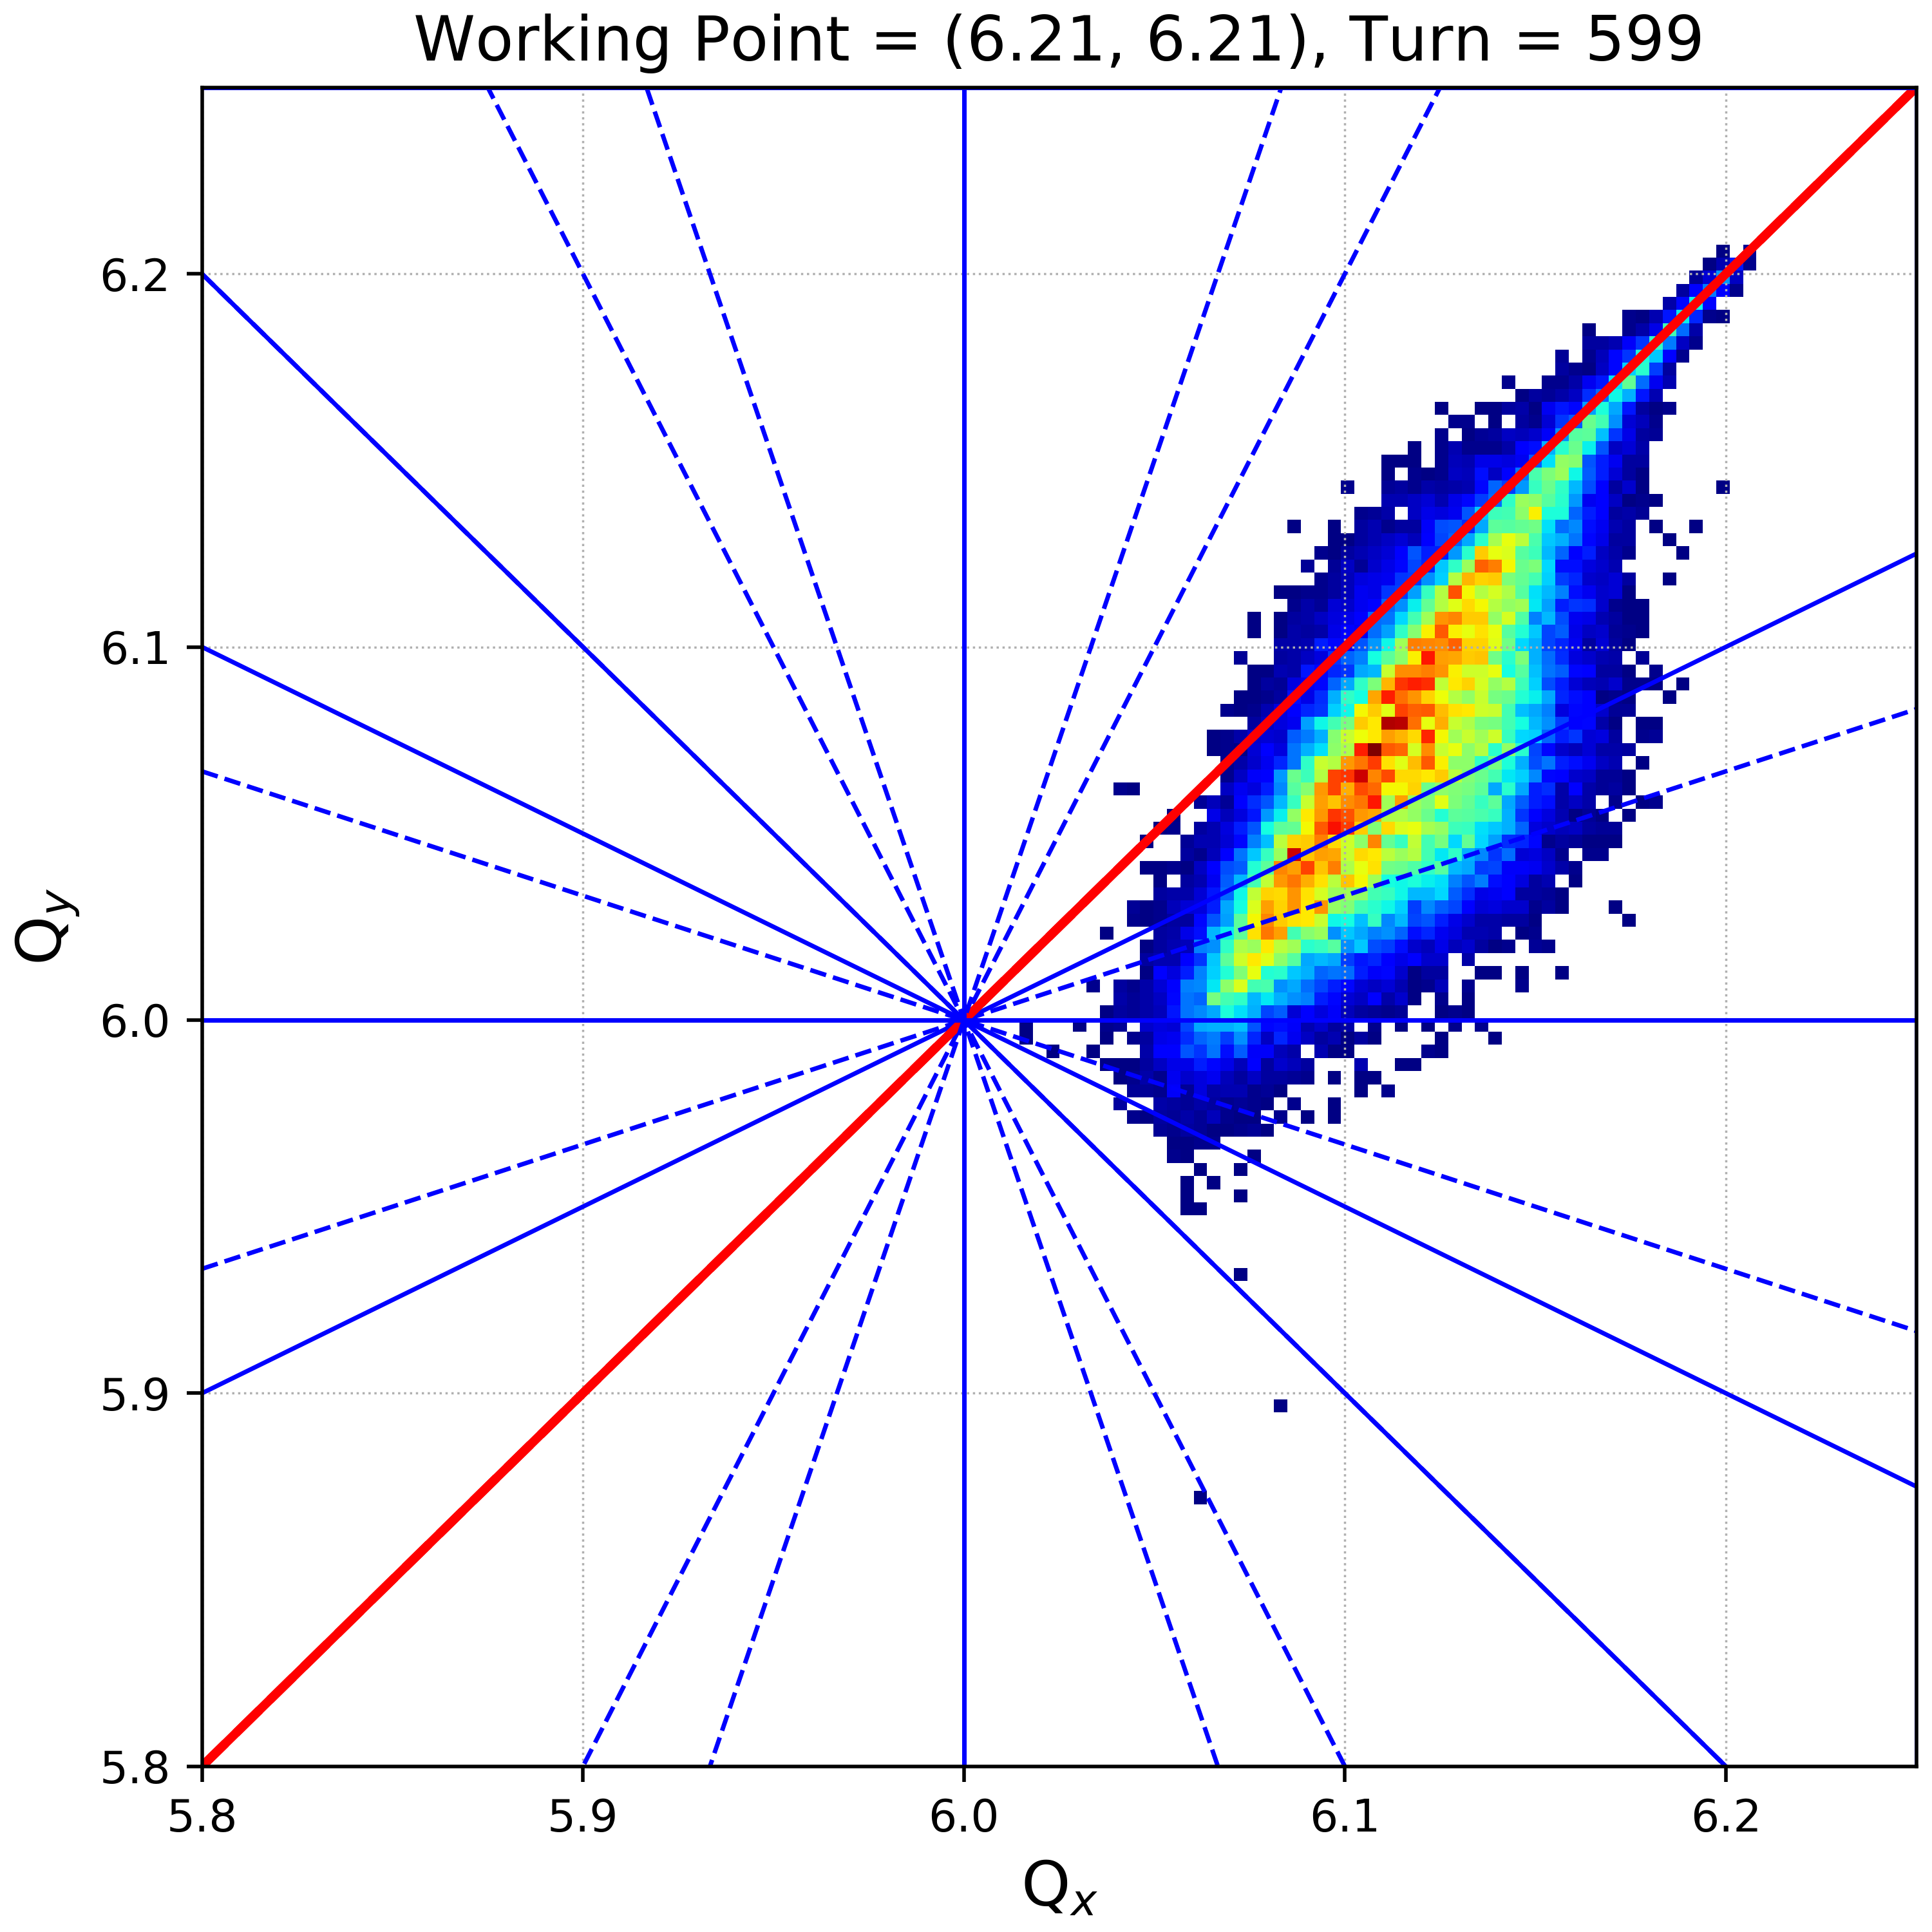 Working Point = (6.21, 6.21), Turn = 599
6.2
6.1
6.0
5.9
5.8
Qy
5.8 5.9 6.0 6.1 6.2
Qx